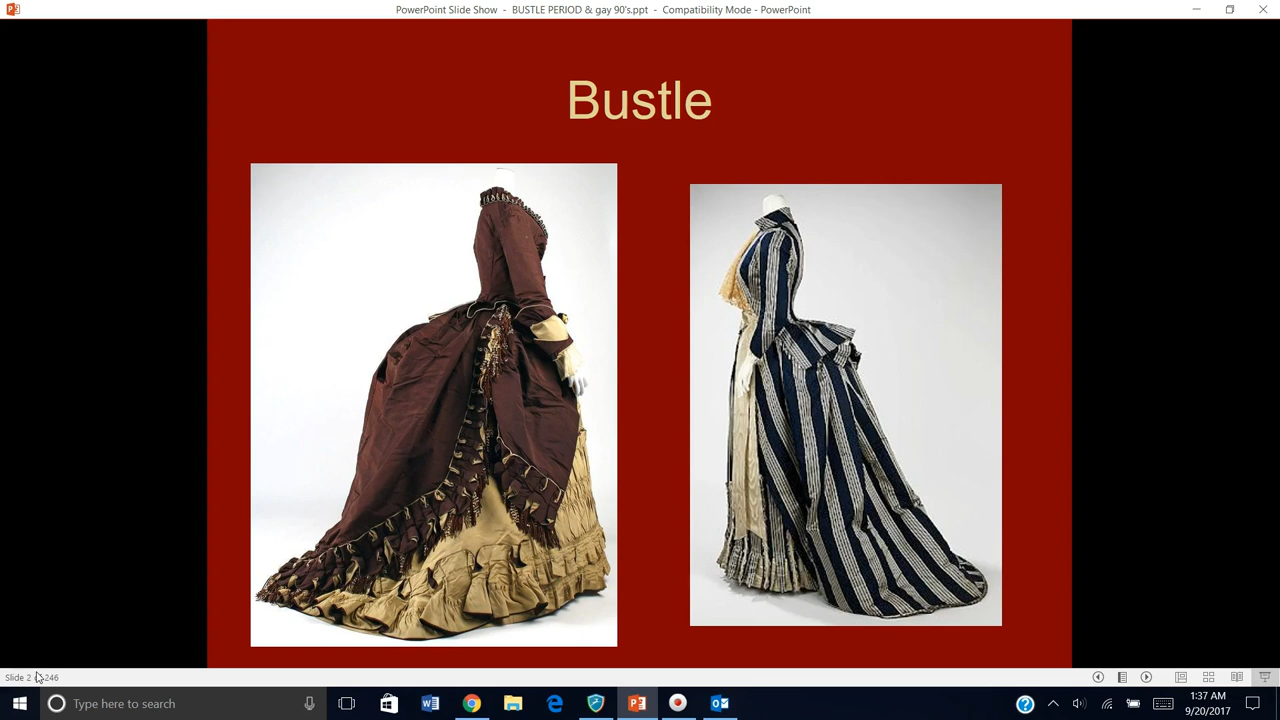 PowerPoint Slide Show - BUSTLE PERIOD & gay 90's.ppt - Compatibility Mode - PowerPoint
Bustle
Slide 2 246
Type here to search
1:37 AM
9/20/2017